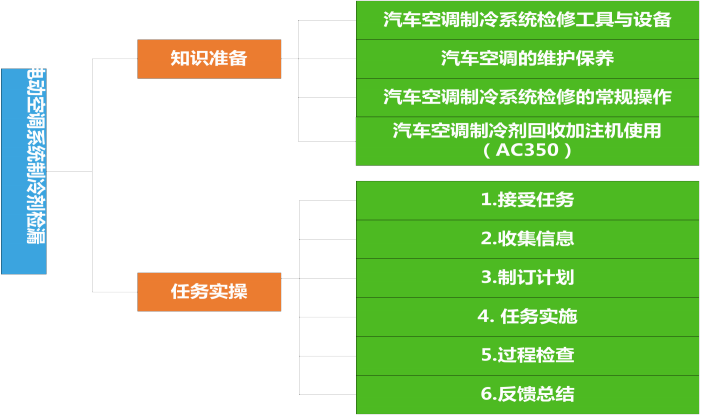 电动空调系统制冷剂检漏
知识准备
汽车空调制冷系统检修工具与设备
汽车空调的维护保养
汽车空调制冷系统检修的常规操作
汽车空调制冷剂回收加注机使用
（AC350）
任务实操
1.接受任务
2.收集信息
3.制订计划
4. 任务实施
5.过程检查
6.反馈总结